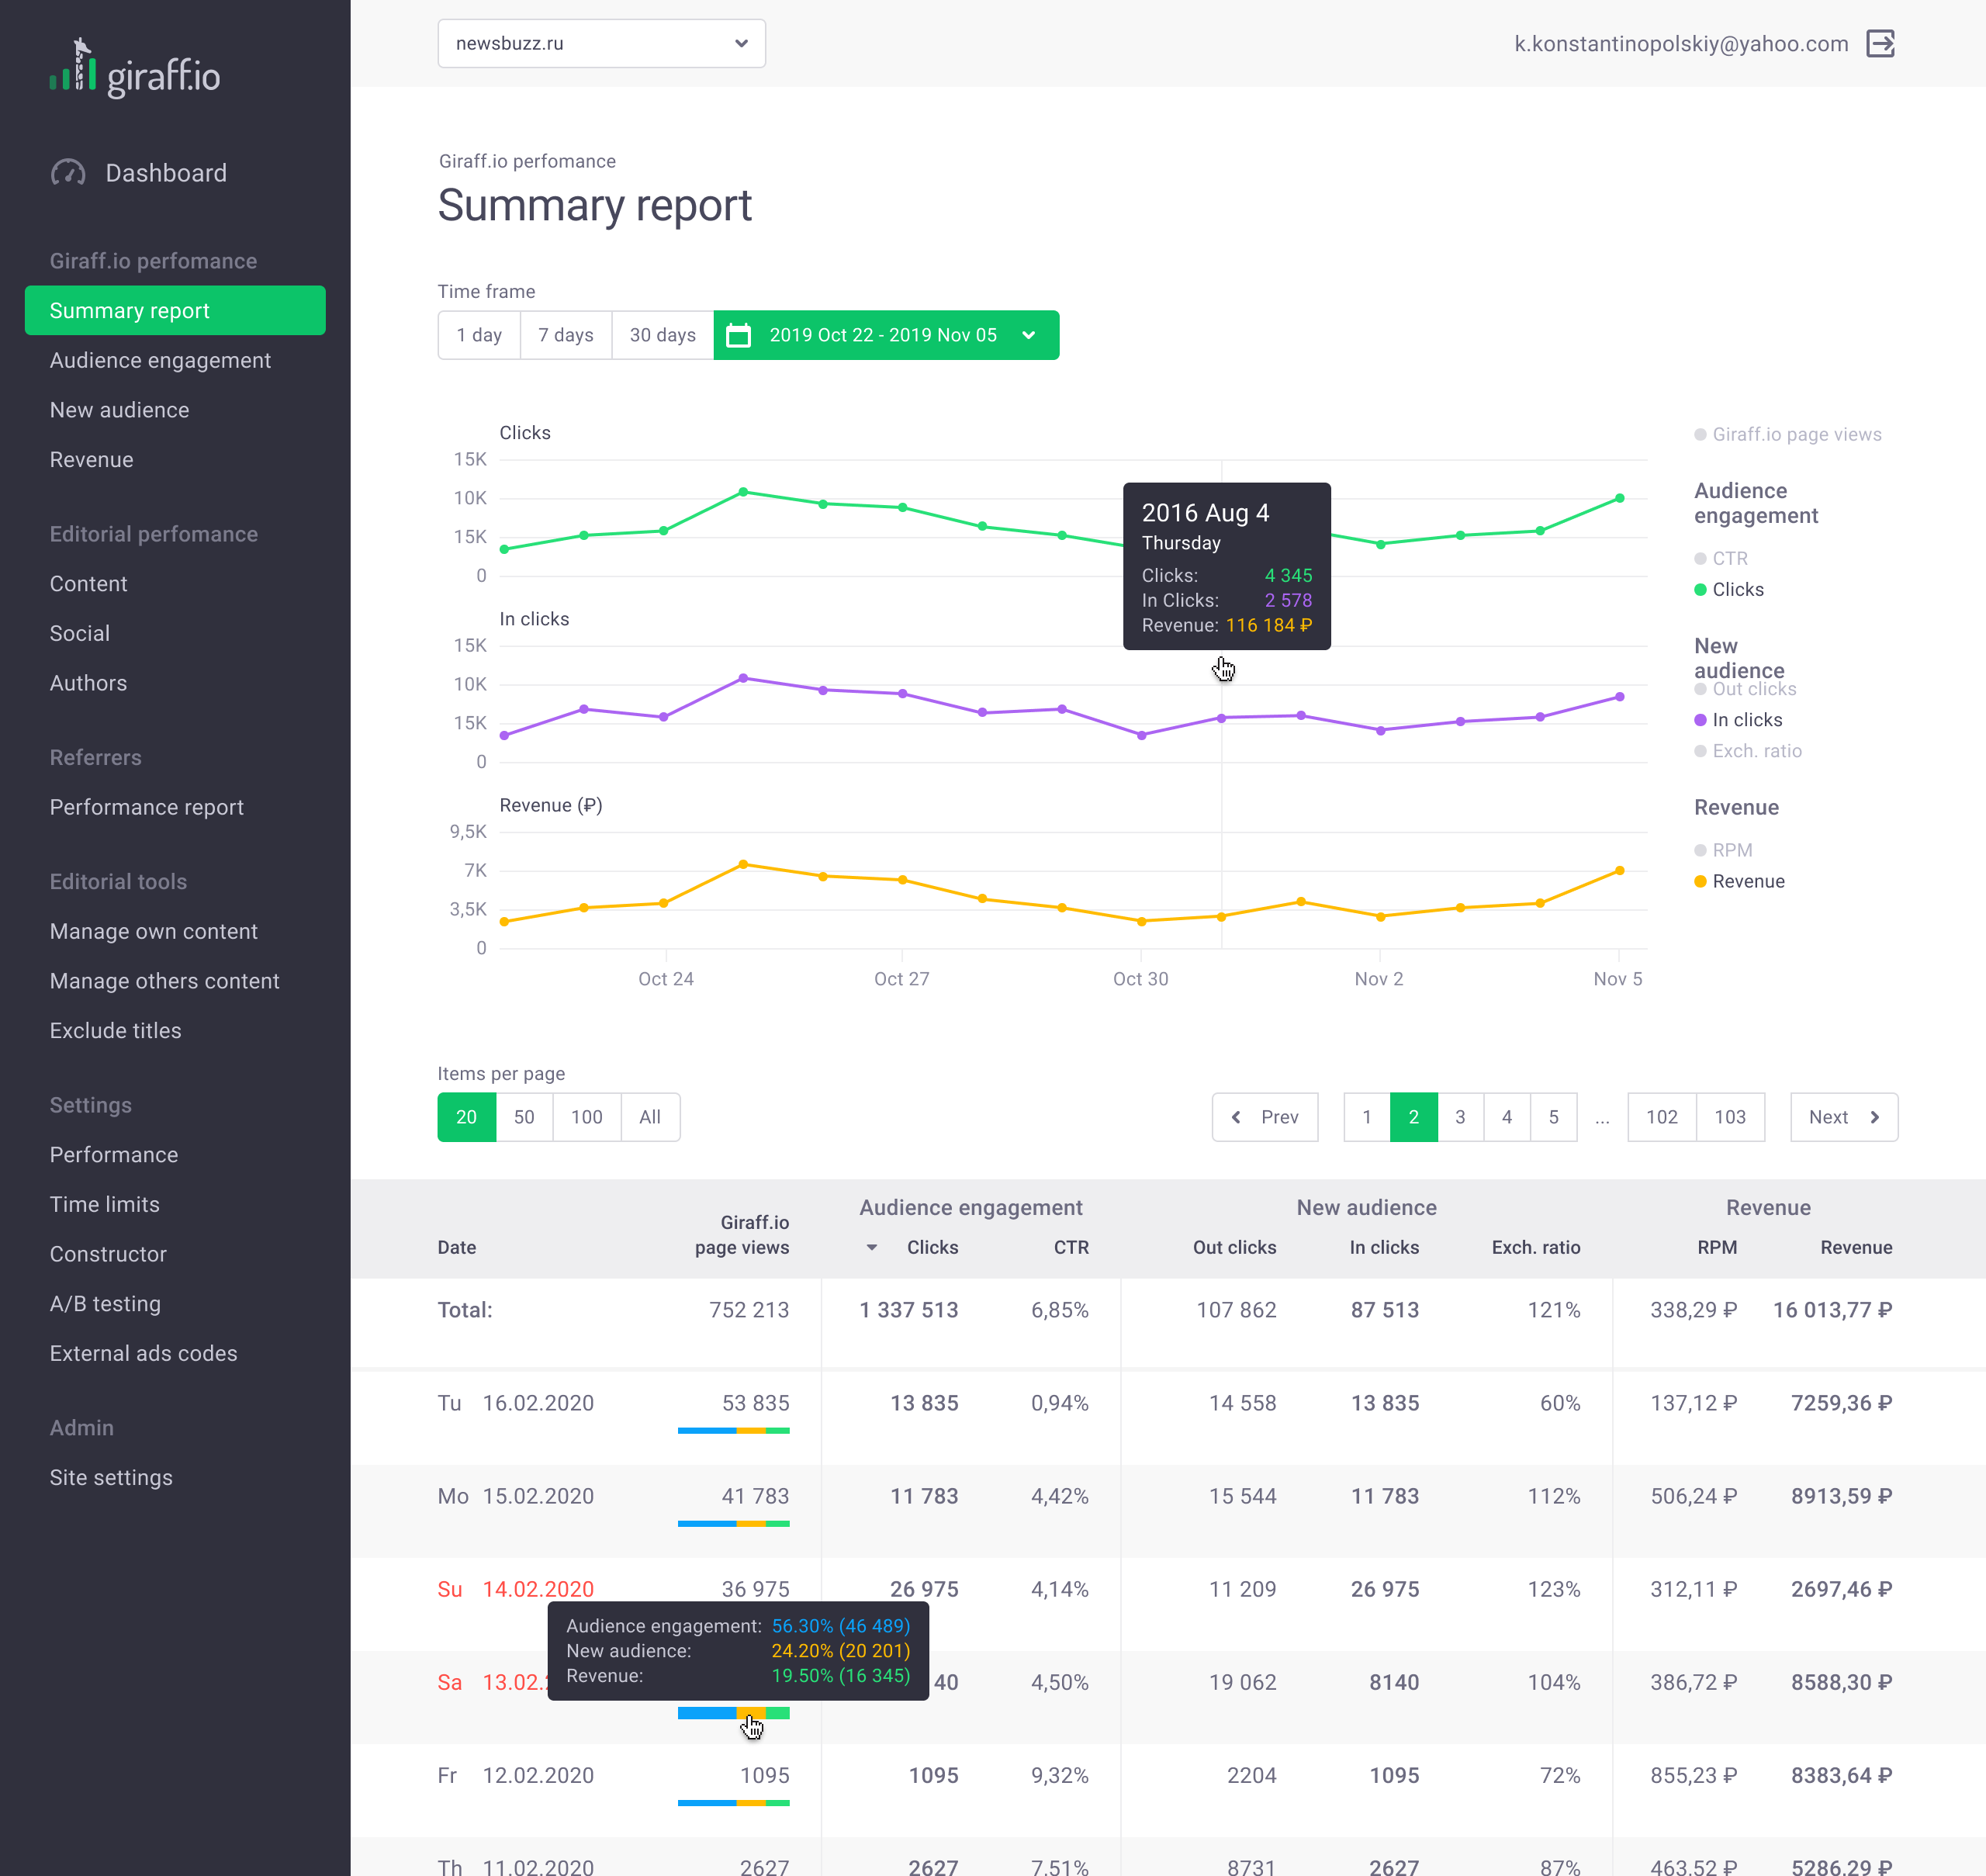 giraff.io
Dashboard
Giraff.io perfomance
Summary report
Audience engagement
New audience
Revenue
Editorial perfomance
Content
Social
Authors
Referrers
Performance report
Editorial tools
Manage own content
Manage others content
Exclude titles
Settings
Performance
Time limits
Constructor
A/B testing
External ads codes
Admin
Site settings
newsbuzz.ru
k.konstantinopolskiy@yahoo.com
Giraff.io perfomance
Summary report
Time frame
1 day 7 days 30 days 2019 Oct 22 - 2019 Nov 05
Clicks
15K
10K
15K
0
In clicks
15K
10K
15K
0
Revenue (₽)
9,5K
7K
3,5K
0
Oct 24 Oct 27 Oct 30 Nov 2 Nov 5
2016 Aug 4
Thursday
Clicks: 4 345
In Clicks: 2 578
Revenue: 116 184 ₽
Giraff.io page views
Audience
engagement
CTR
Clicks
New
audience
Out clicks
In clicks
Exch. ratio
Revenue
RPM
Revenue
Items per page
20 50 100 All
Prev 1 2 3 4 5 ... 102 103 Next
Audience engagement New audience Revenue
Giraff.io
Date page views Clicks CTR Out clicks In clicks Exch. ratio RPM Revenue
Total: 752 213 1 337 513 6,85% 107 862 87 513 121% 338,29 ₽ 16 013,77 ₽
Tu 16.02.2020 53 835 13 835 0,94% 14 558 13 835 60% 137,12 ₽ 7259,36 ₽
Mo 15.02.2020 41 783 11 783 4,42% 15 544 11 783 112% 506,24 ₽ 8913,59 ₽
Su 14.02.2020 36 975 26 975 4,14% 11 209 26 975 123% 312,11 ₽ 2697,46 ₽
Audience engagement: 56.30% (46 489)
New audience: 24.20% (20 201)
Revenue: 19.50% (16 345)
Sa 13.02. 40 4,50% 19 062 8140 104% 386,72 ₽ 8588,30 ₽
Fr 12.02.2020 1095 1095 9,32% 2204 1095 72% 855,23 ₽ 8383,64 ₽
Th 11.02.2020 2627 2627 7,51% 8731 2627 87% 463,52 ₽ 5286,29 ₽